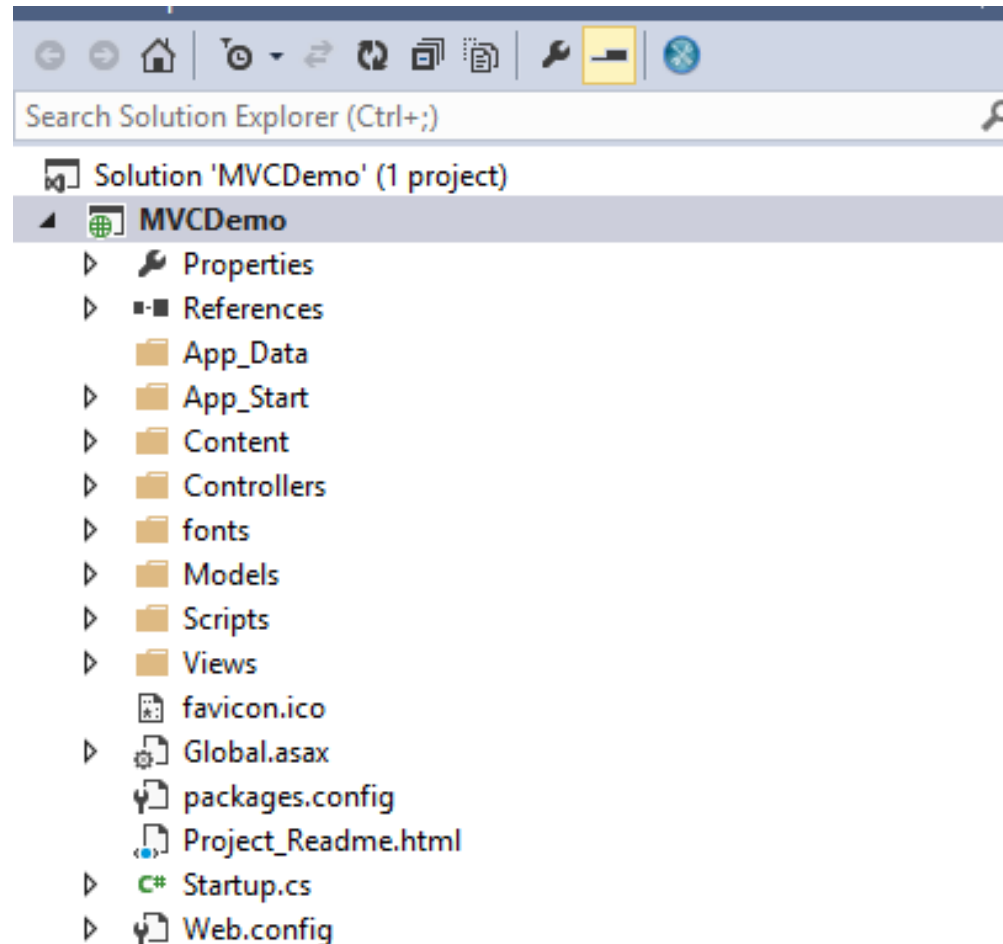 Search Solution Explorer (Ctrl+;)
Solution 'MVCDemo' (1 project)
MVCDemo
Properties
References
App_Data
App_Start
Content
Controllers
fonts
Models
Scripts
Views
favicon.ico
Global.asax
packages.config
Project_Readme.html
C# Startup.cs
Web.config